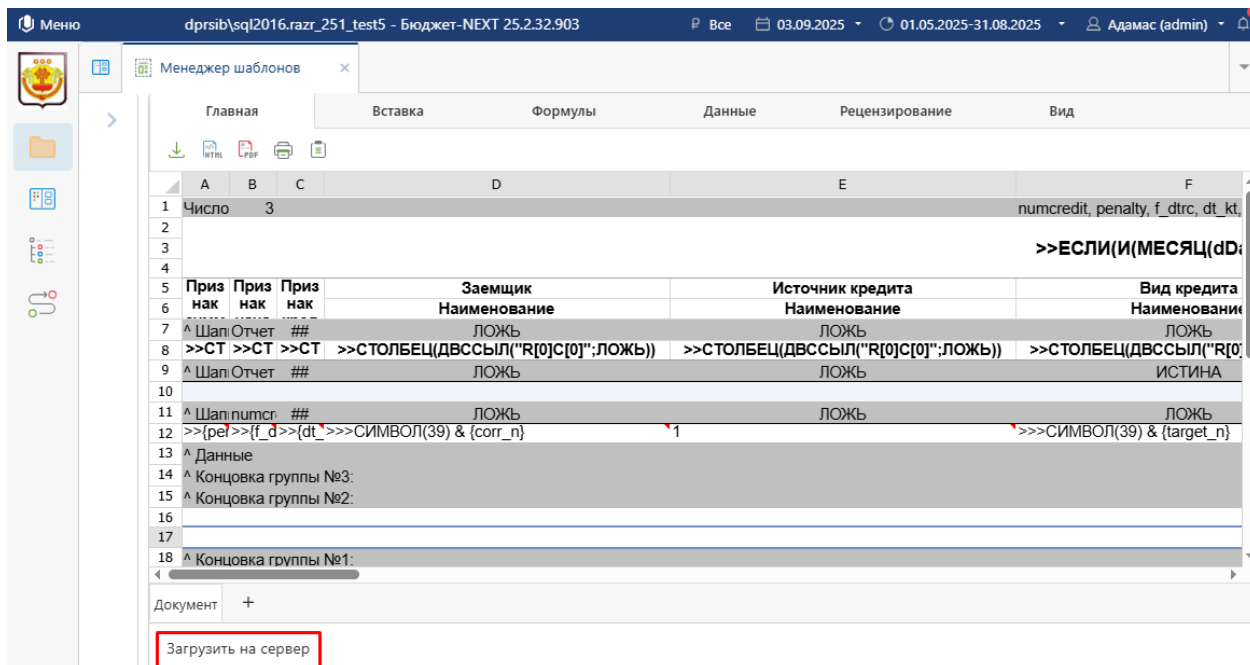 Меню dprsib\sql2016.razr_251_test5 - Бюджет-NEXT 25.2.32.903 ₽ Все 03.09.2025 01.05.2025-31.08.2025 Адамас (admin)
Менеджер шаблонов ×
Главная Вставка Формулы Данные Рецензирование Вид
HTML PDF
A B C D E F
1 Число 3 numcredit, penalty, f_dtrc, dt_kt,
2
3 >>ЕСЛИ(И(МЕСЯЦ(dDa
4
5 Приз Приз Приз Заемщик Источник кредита Вид кредита
6 нак нак нак Наименование Наименование Наименование
7 ^ Шап Отчет ## ЛОЖЬ ЛОЖЬ ЛОЖЬ
8 >>СТ >>СТ >>СТ >>СТОЛБЕЦ(ДВССЫЛ("R[0]C[0]";ЛОЖЬ)) >>СТОЛБЕЦ(ДВССЫЛ("R[0]C[0]";ЛОЖЬ)) >>СТОЛБЕЦ(ДВССЫЛ("R[0]
9 ^ Шап Отчет ## ЛОЖЬ ЛОЖЬ ИСТИНА
10
11 ^ Шап numcr ## ЛОЖЬ ЛОЖЬ ЛОЖЬ
12 >>{pe >>{f_d >>{dt_ >>>СИМВОЛ(39) & {corr_n} 1 >>>СИМВОЛ(39) & {target_n}
13 ^ Данные
14 ^ Концовка группы №3:
15 ^ Концовка группы №2:
16
17
18 ^ Концовка группы №1:
Документ +
Загрузить на сервер